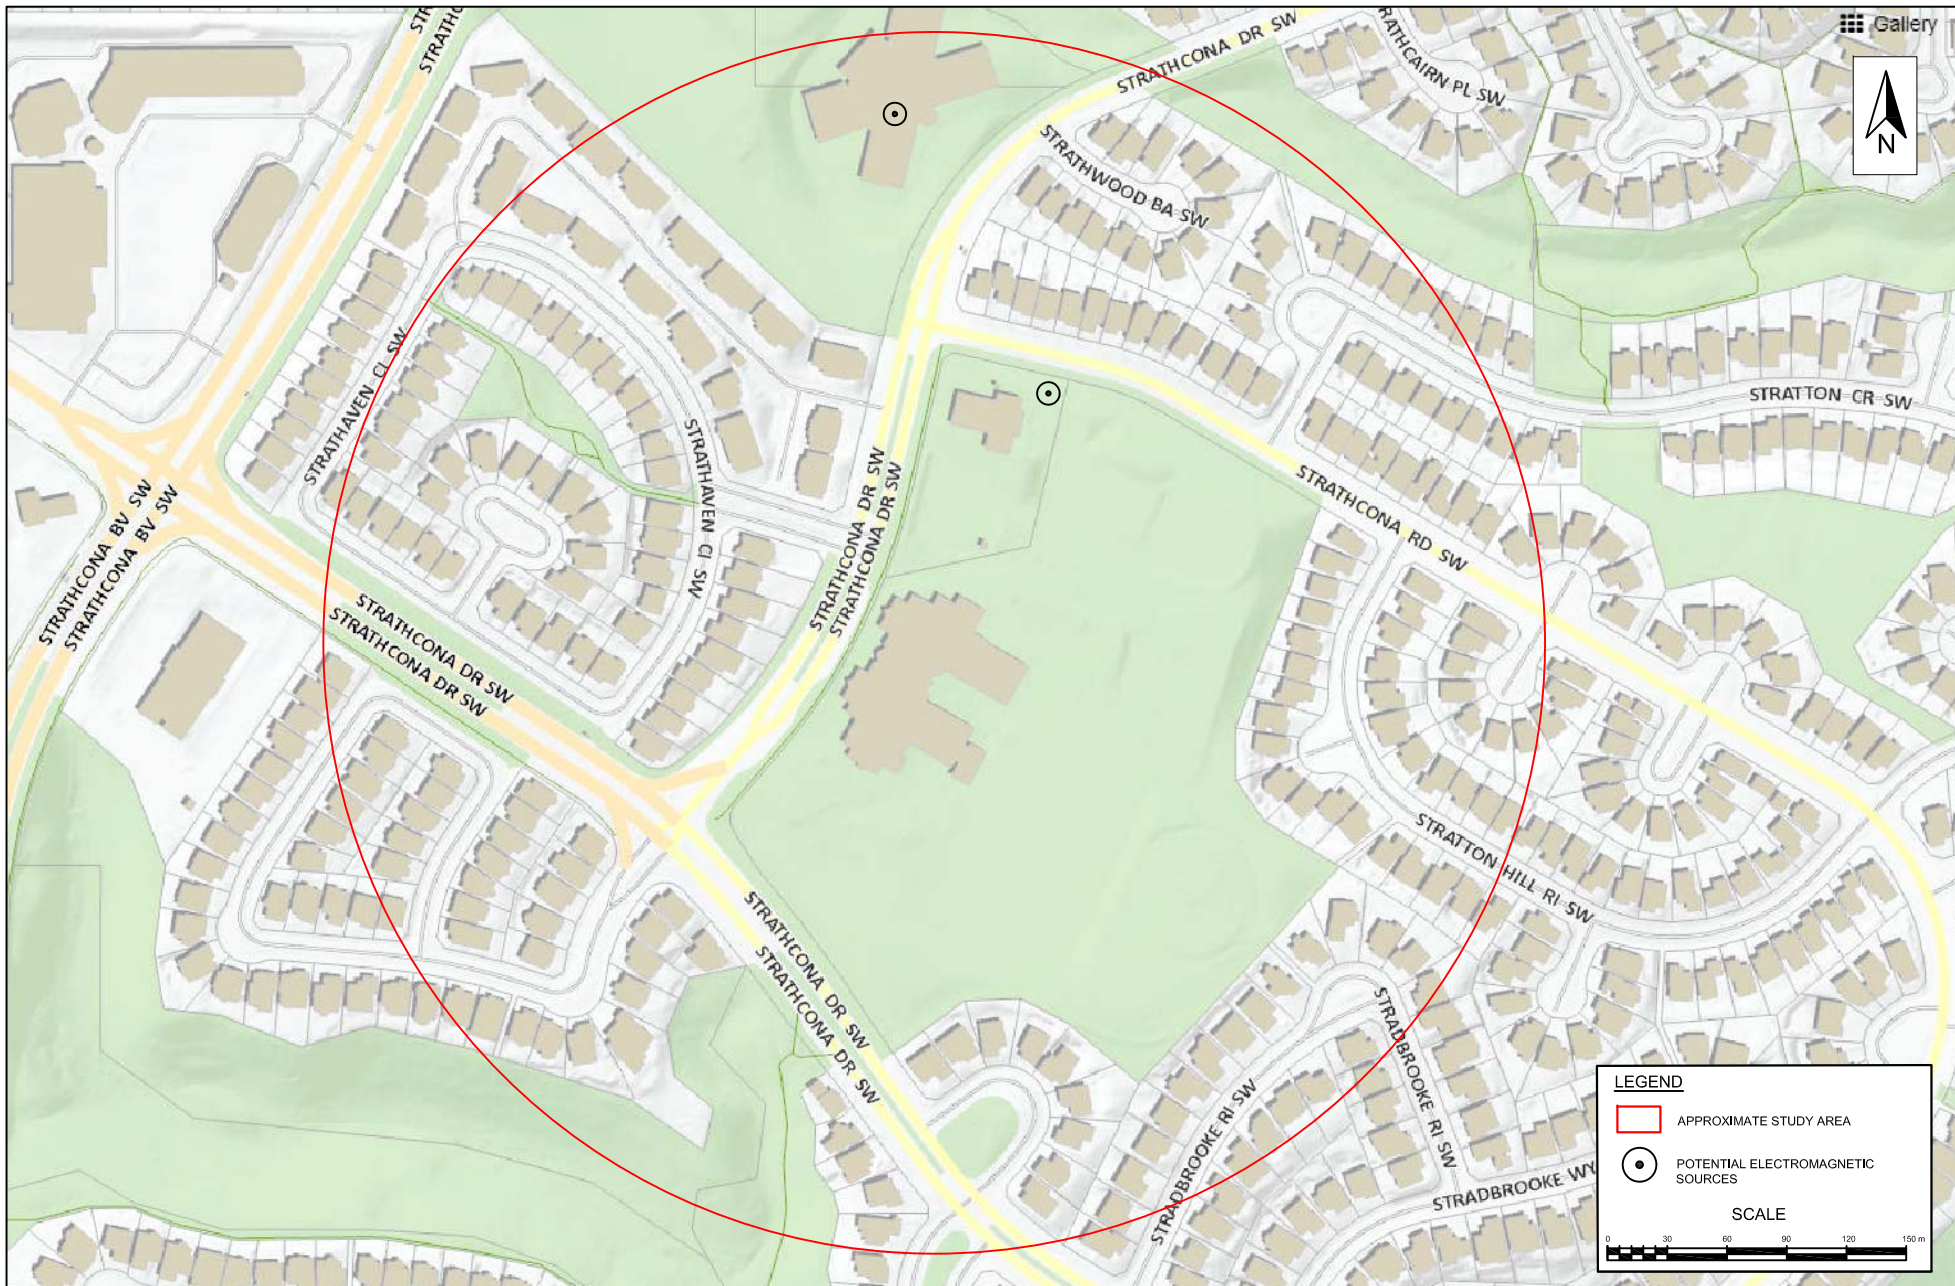 STRATHCONA DR SW
Gallery
STRATHCAIRN PL SW
N
STRATHWOOD BA SW
STRATHAVEN CL SW
STRATTON CR SW
STRATHAVEN CI SW
STRATHCONA DR SW
STRATHCONA DR SW
STRATHCONA RD SW
STRATHCONA BV SW
STRATHCONA BV SW
STRATHCONA DR SW
STRATHCONA DR SW
STRATTON HILL RI SW
STRATHCONA DR SW
STRATHCONA DR SW
STRADBROOKE RI SW
STRADBROOKE RI SW
STRADBROOKE WY
LEGEND
APPROXIMATE STUDY AREA
POTENTIAL ELECTROMAGNETIC
SOURCES
SCALE
0 30 60 90 120 150 m